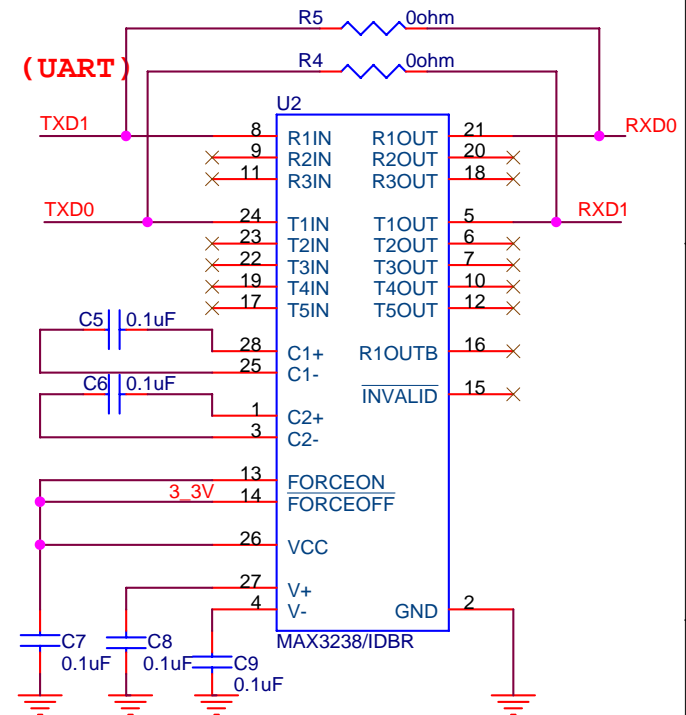 R5 0ohm
(UART)
R4 0ohm
U2
TXD1 8 R1IN R1OUT 21 RXD0
9 R2IN R2OUT 20
11 R3IN R3OUT 18
TXD0 24 T1IN T1OUT 5 RXD1
23 T2IN T2OUT 6
22 T3IN T3OUT 7
19 T4IN T4OUT 10
17 T5IN T5OUT 12
C5 0.1uF
28 C1+ R1OUTB 16
25 C1-
C6 0.1uF
INVALID 15
1 C2+
3 C2-
13 FORCEON
3_3V 14 FORCEOFF
26 VCC
27 V+
4 V- GND 2
MAX3238/IDBR
C7 C8
0.1uF 0.1uF C9
0.1uF